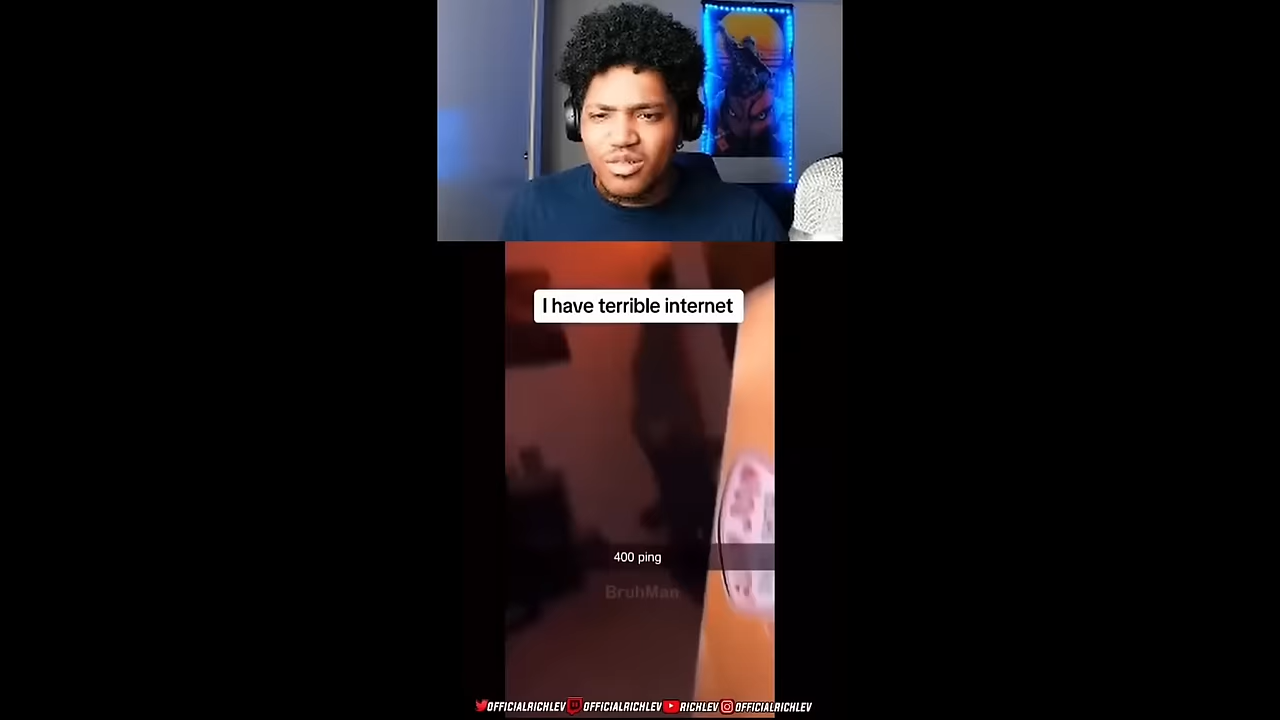 I have terrible internet
400 ping
BruhMan
OFFICIALRICHLEV OFFICIALRICHLEV RICHLEV OFFICIALRICHLEV